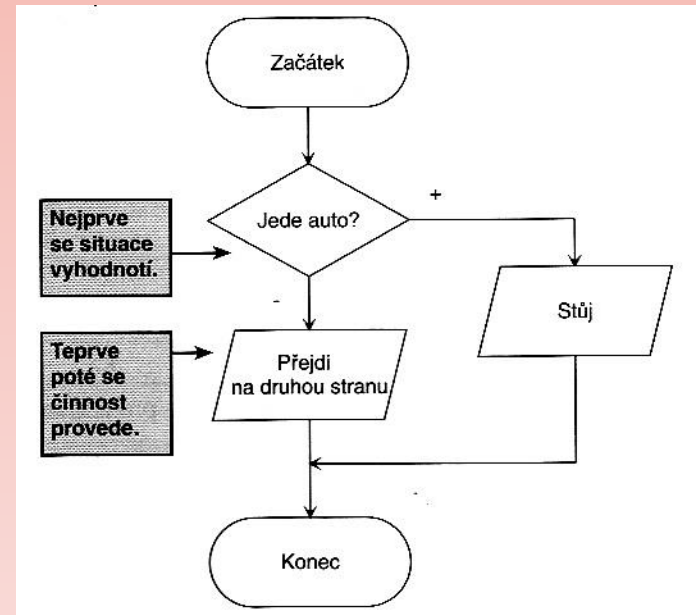 Začátek
Jede auto?
+
-
Nejprve
se situace
vyhodnotí.
Stůj
Teprve
poté se
činnost
provede.
Přejdi
na druhou stranu
Konec